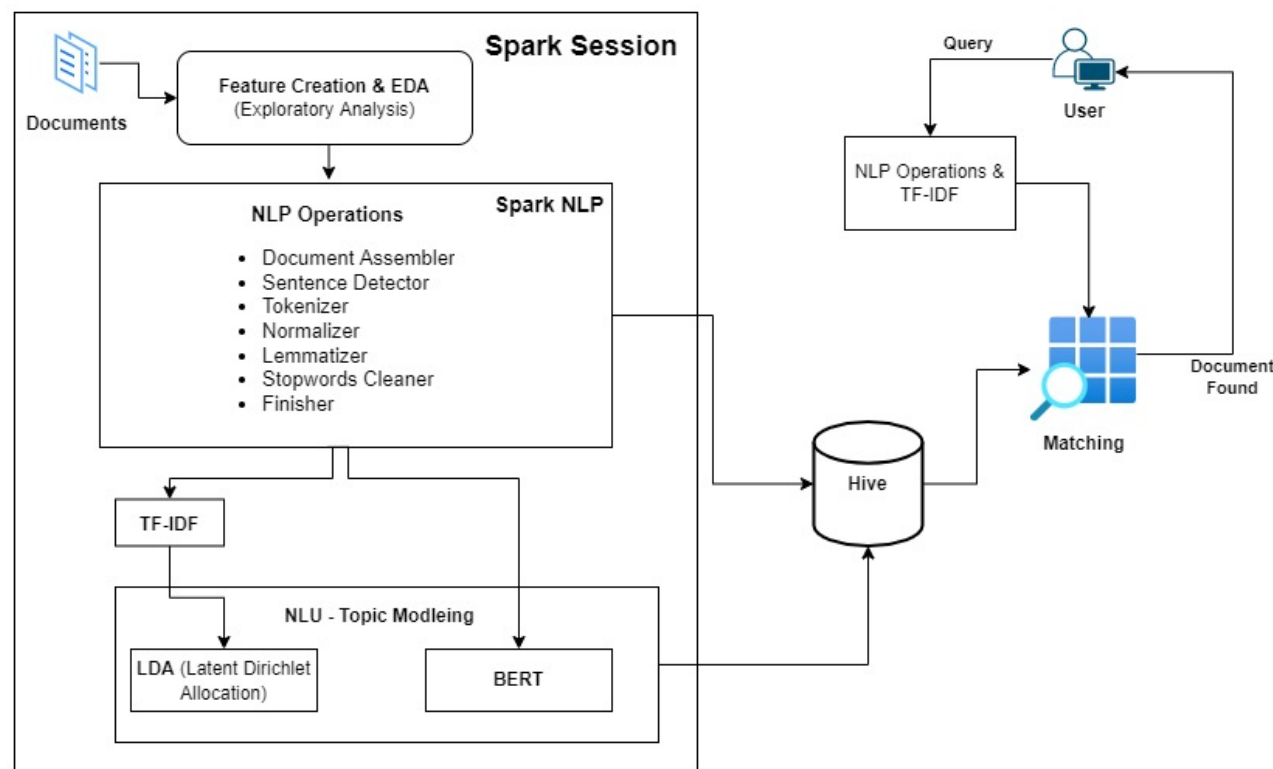 Spark Session
Documents
Feature Creation & EDA
(Exploratory Analysis)
Spark NLP
NLP Operations
• Document Assembler
• Sentence Detector
• Tokenizer
• Normalizer
• Lemmatizer
• Stopwords Cleaner
• Finisher
TF-IDF
NLU - Topic Modleing
LDA (Latent Dirichlet
Allocation)
BERT
Hive
Query
User
NLP Operations &
TF-IDF
Matching
Document
Found